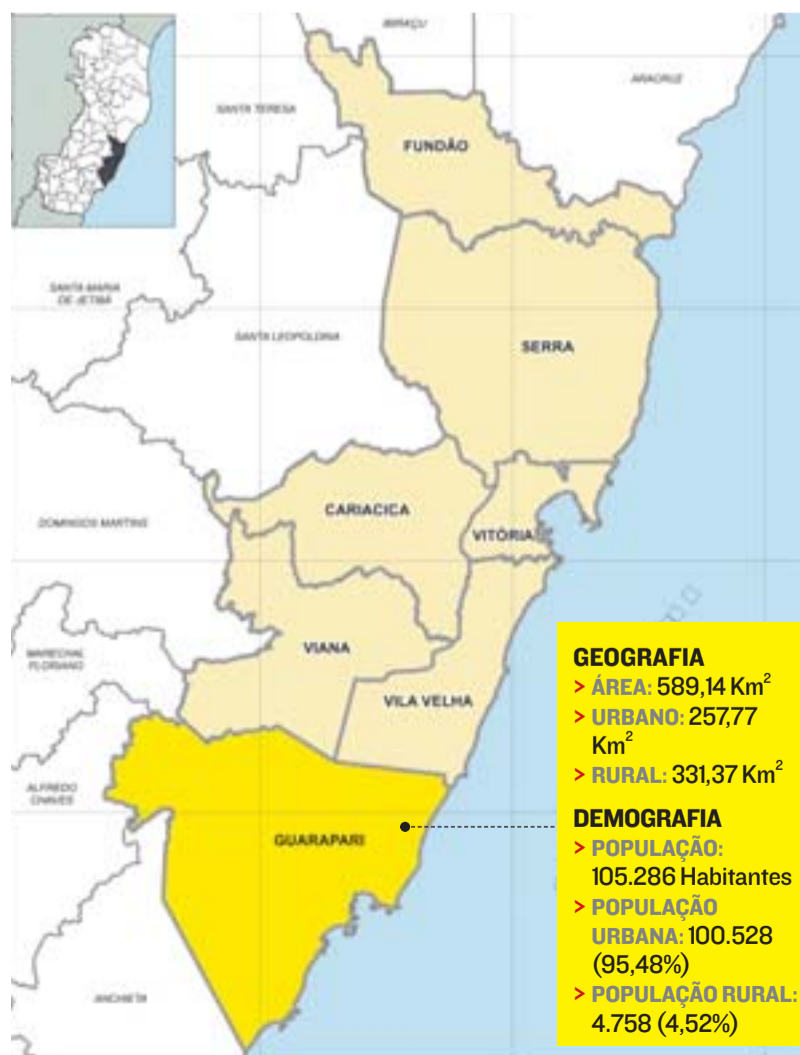 IBIRAÇU
ARACRUZ
SANTA TERESA
FUNDÃO
SANTA MARIA
DE JETIBÁ
SANTA LEOPOLDINA
SERRA
CARIACICA
DOMINGOS MARTINS
VITÓRIA
MARECHAL
FLORIANO
VIANA
VILA VELHA
ALFREDO
CHAVES
GUARAPARI
ANCHIETA
GEOGRAFIA
> ÁREA: 589,14 Km²
> URBANO: 257,77
Km²
> RURAL: 331,37 Km²
DEMOGRAFIA
> POPULAÇÃO:
105.286 Habitantes
> POPULAÇÃO
URBANA: 100.528
(95,48%)
> POPULAÇÃO RURAL:
4.758 (4,52%)